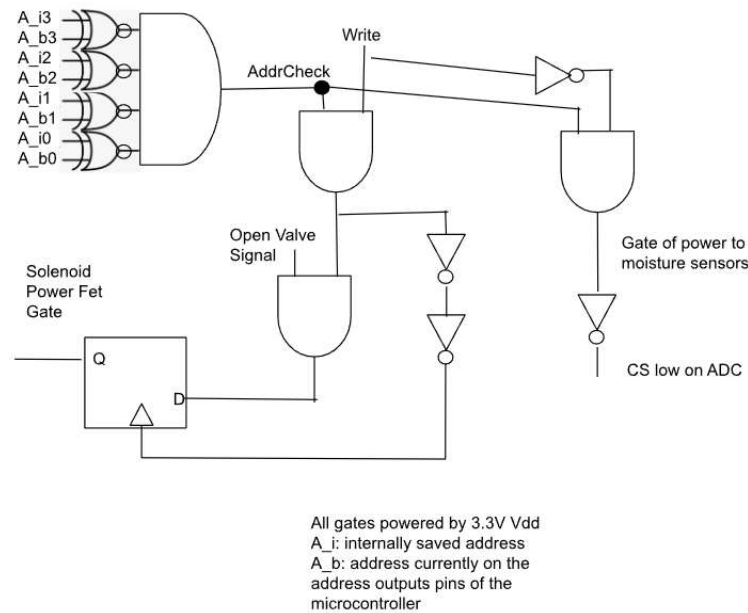 A_i3
A_b3
A_i2
A_b2
A_i1
A_b1
A_i0
A_b0
AddrCheck
Write
Open Valve
Signal
Gate of power to
moisture sensors
Solenoid
Power Fet
Gate
Q
D
CS low on ADC
All gates powered by 3.3V Vdd
A_i: internally saved address
A_b: address currently on the
address outputs pins of the
microcontroller